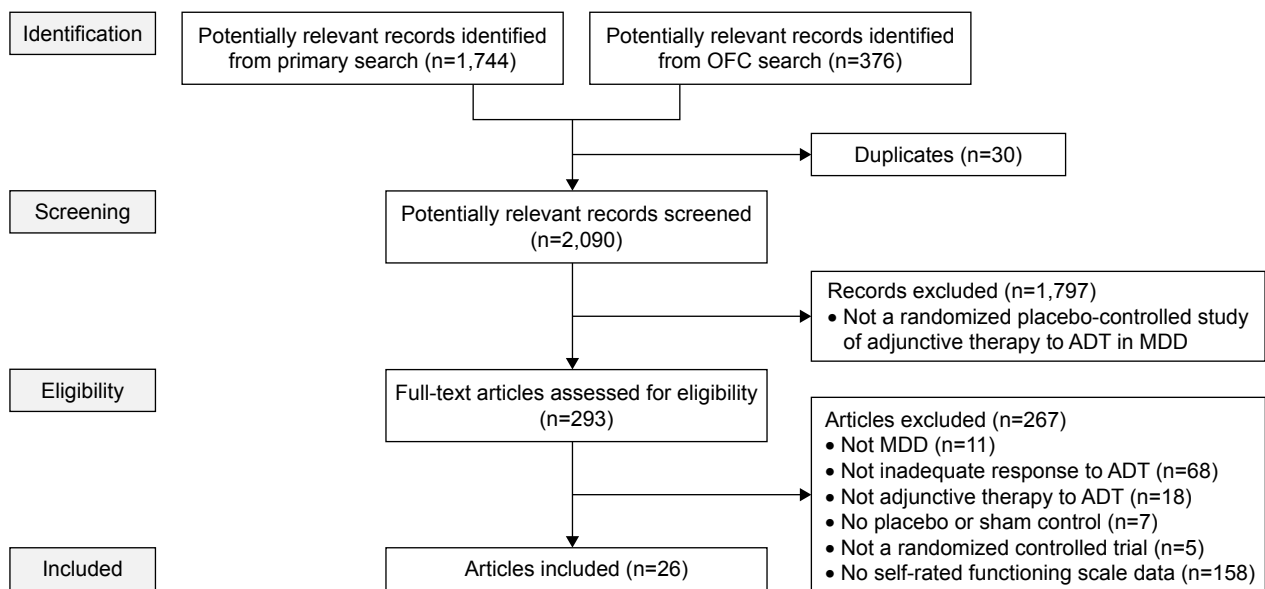 Identification
Potentially relevant records identified
from primary search (n=1,744)
Potentially relevant records identified
from OFC search (n=376)
Duplicates (n=30)
Screening
Potentially relevant records screened
(n=2,090)
Records excluded (n=1,797)
• Not a randomized placebo-controlled study
of adjunctive therapy to ADT in MDD
Eligibility
Full-text articles assessed for eligibility
(n=293)
Articles excluded (n=267)
• Not MDD (n=11)
• Not inadequate response to ADT (n=68)
• Not adjunctive therapy to ADT (n=18)
• No placebo or sham control (n=7)
• Not a randomized controlled trial (n=5)
• No self-rated functioning scale data (n=158)
Included
Articles included (n=26)